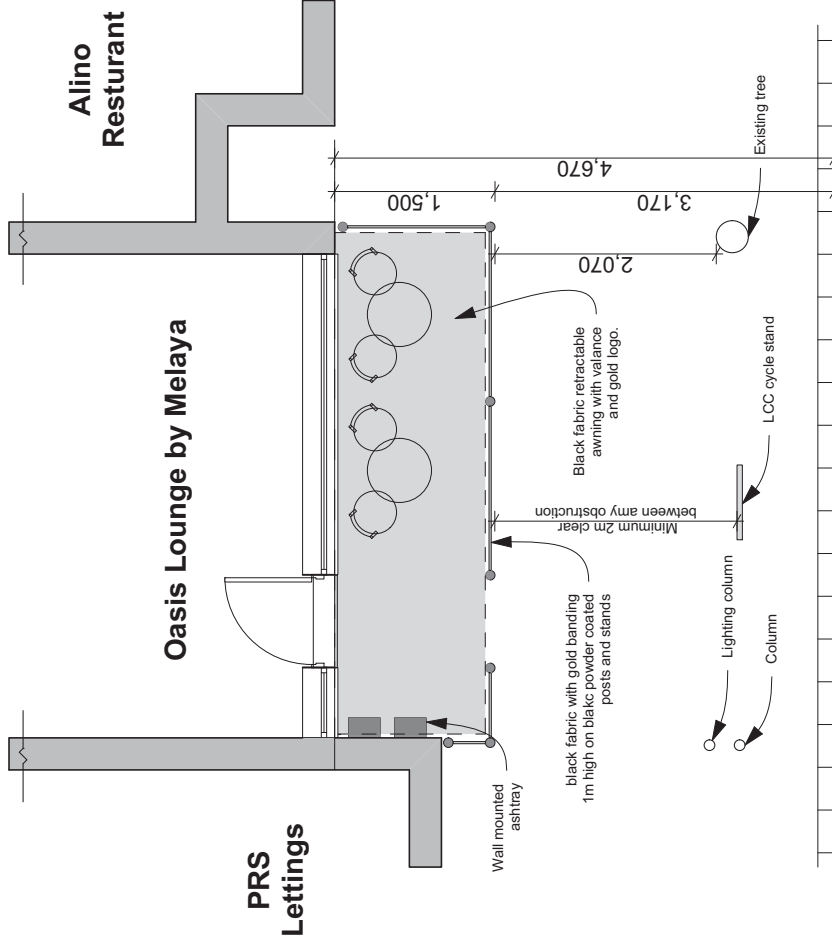 Alino
Resturant
Oasis Lounge by Melaya
PRS
Lettings
4,670
1,500
3,170
2,070
Existing tree
Black fabric retractable
awning with valance
and gold logo.
LCC cycle stand
Minimum 2m clear
between any obstruction
Lighting column
Column
black fabric with gold banding
1m high on blakc powder coated
posts and stands
Wall mounted
ashtray